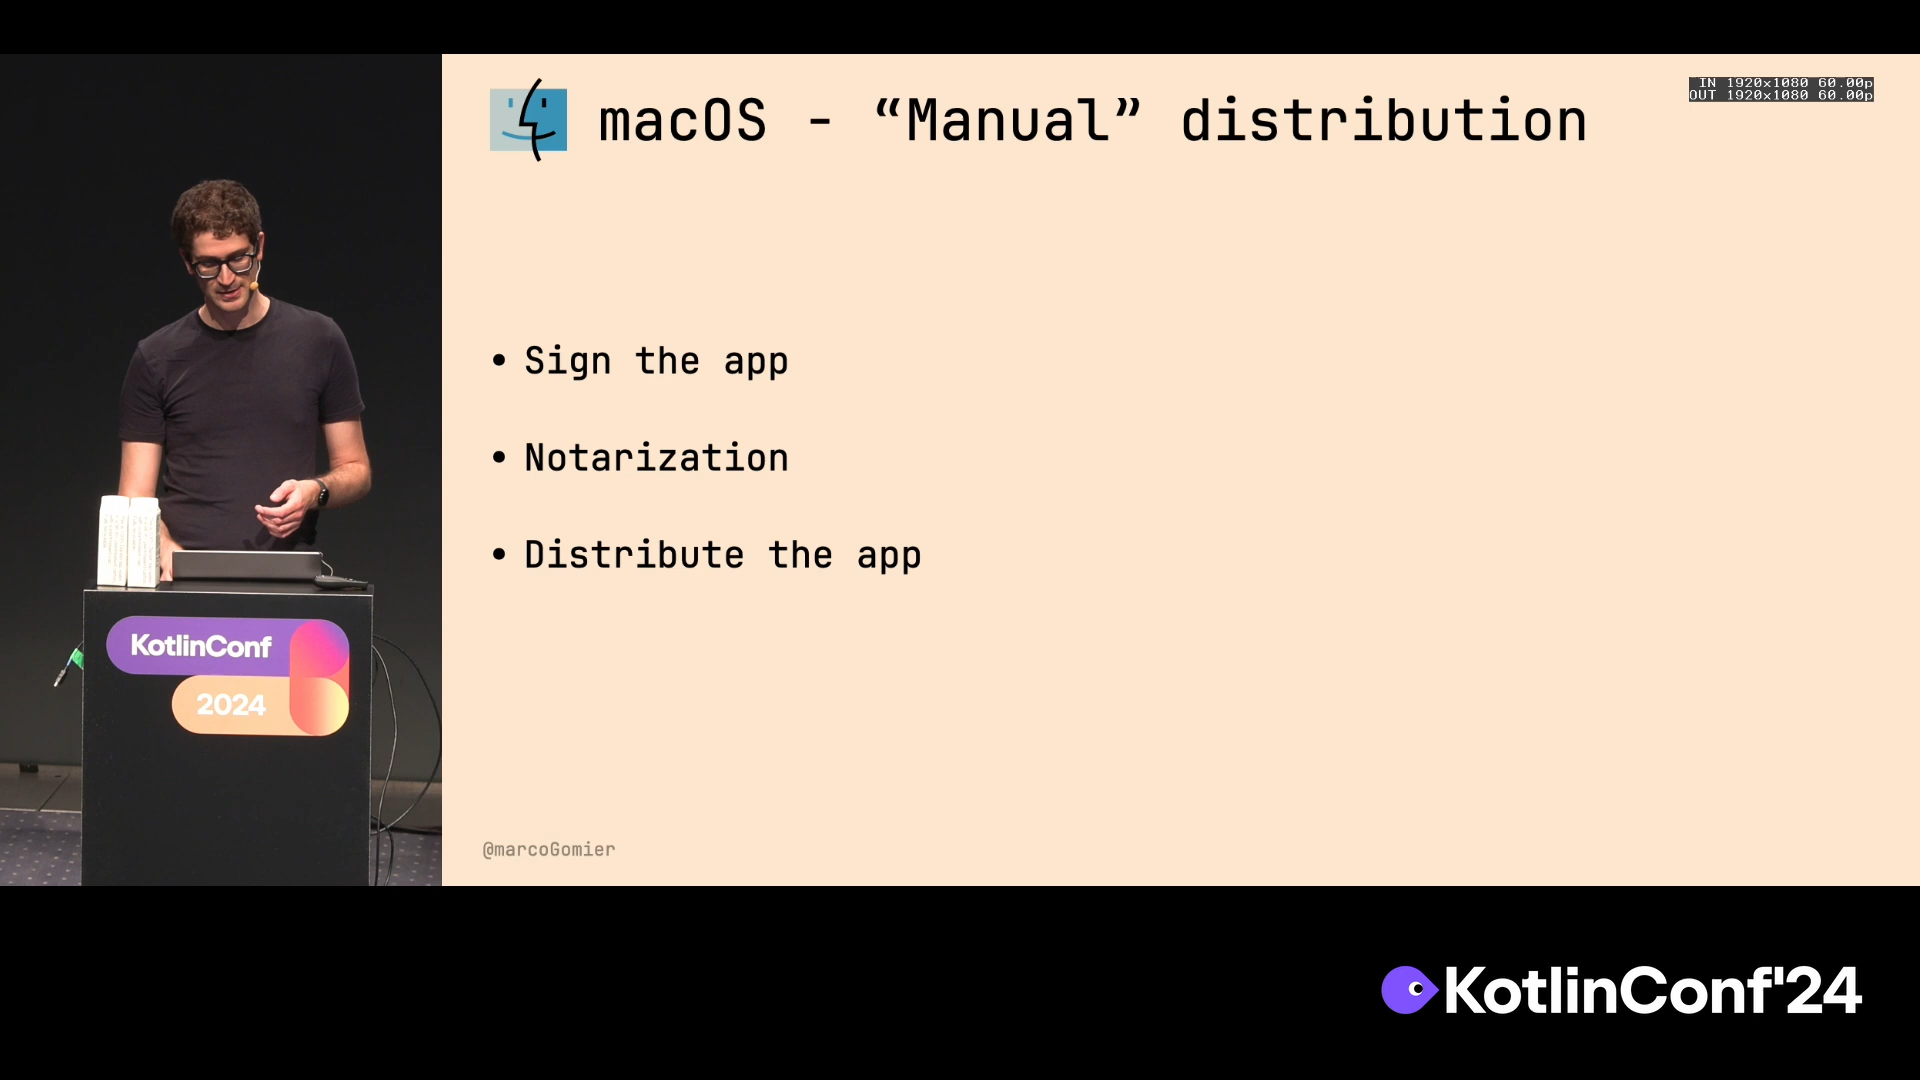 IN 1920x1080 60.00p
OUT 1920x1080 60.00p
macOS - “Manual” distribution
• Sign the app
• Notarization
• Distribute the app
@marcoGomier
KotlinConf
2024
KotlinConf'24